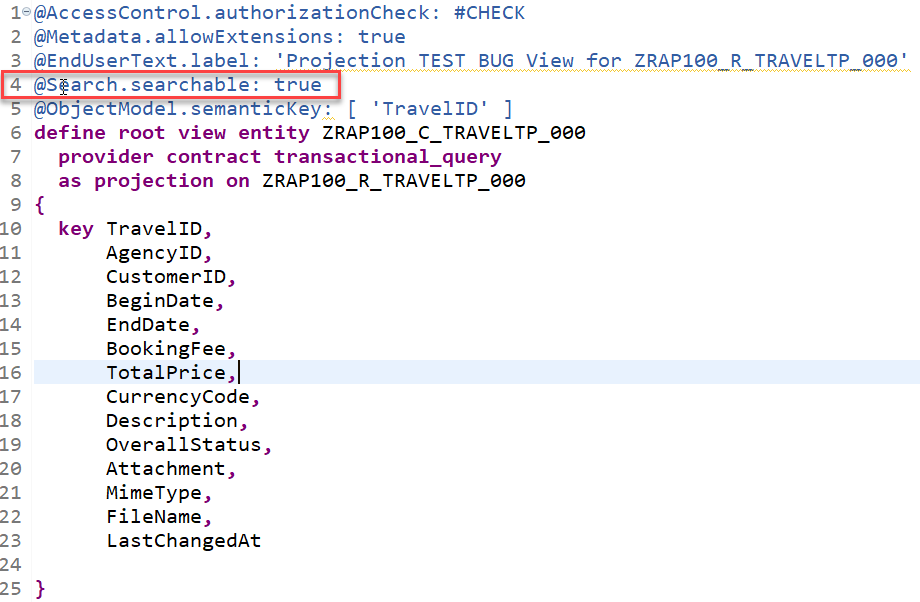 1 @AccessControl.authorizationCheck: #CHECK
2 @Metadata.allowExtensions: true
3 @EndUserText.label: 'Projection TEST BUG View for ZRAP100_R_TRAVELTP_000'
4 @Search.searchable: true
5 @ObjectModel.semanticKey: [ 'TravelID' ]
6 define root view entity ZRAP100_C_TRAVELTP_000
7 provider contract transactional_query
8 as projection on ZRAP100_R_TRAVELTP_000
9 {
10 key TravelID,
11 AgencyID,
12 CustomerID,
13 BeginDate,
14 EndDate,
15 BookingFee,
16 TotalPrice,
17 CurrencyCode,
18 Description,
19 OverallStatus,
20 Attachment,
21 MimeType,
22 FileName,
23 LastChangedAt
24
25 }